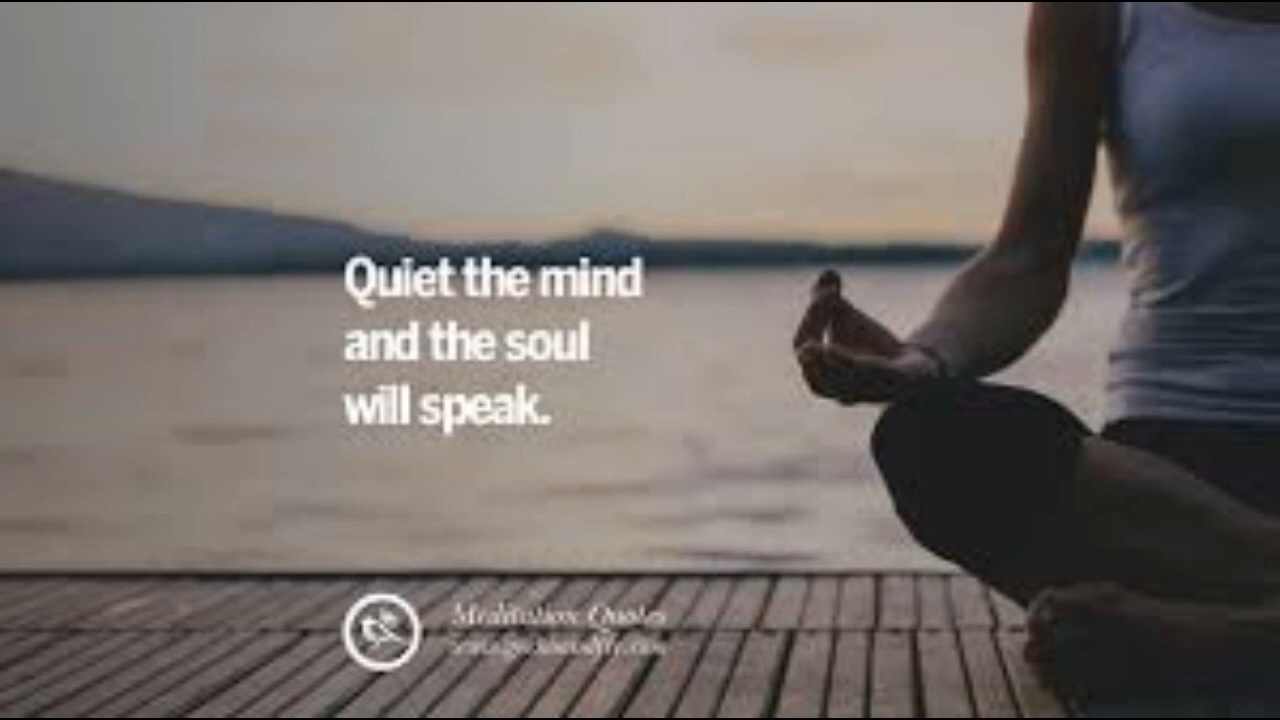 Quiet the mind
and the soul
will speak.
Meditation Quotes